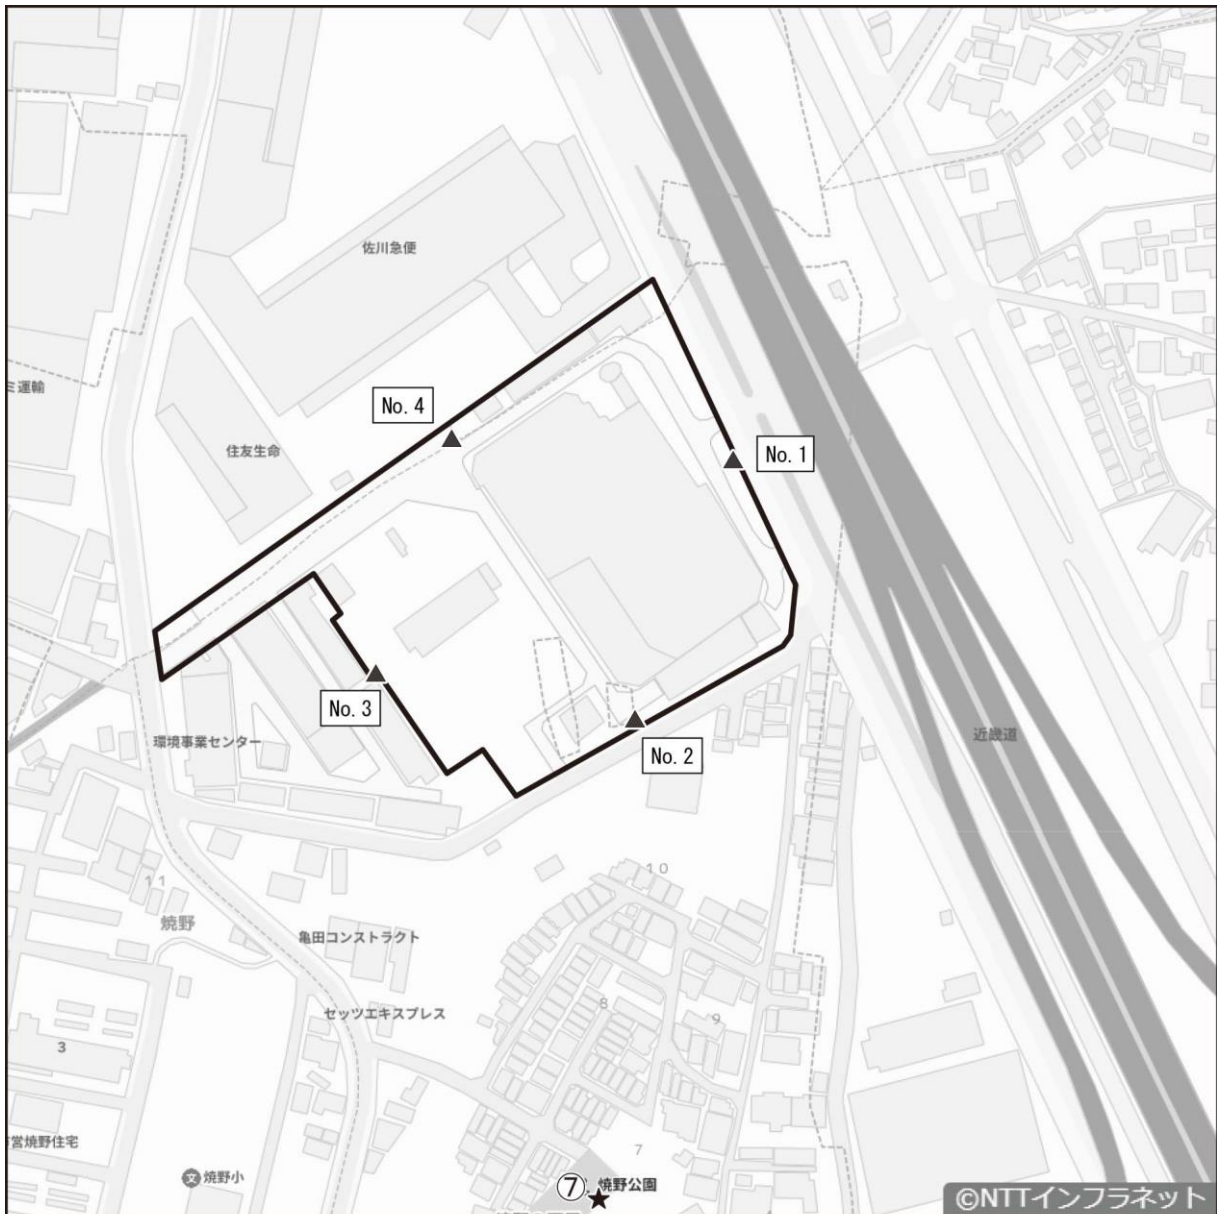 佐川急便
ミ運輸
No. 4
住友生命
No. 1
No. 3
環境事業センター
No. 2
近畿道
10
11
焼野
亀田コンストラクト
セッツエキスプレス
8
9
3
営焼野住宅
7
文 焼野小
⑦ 焼野公園
©NTTインフラネット